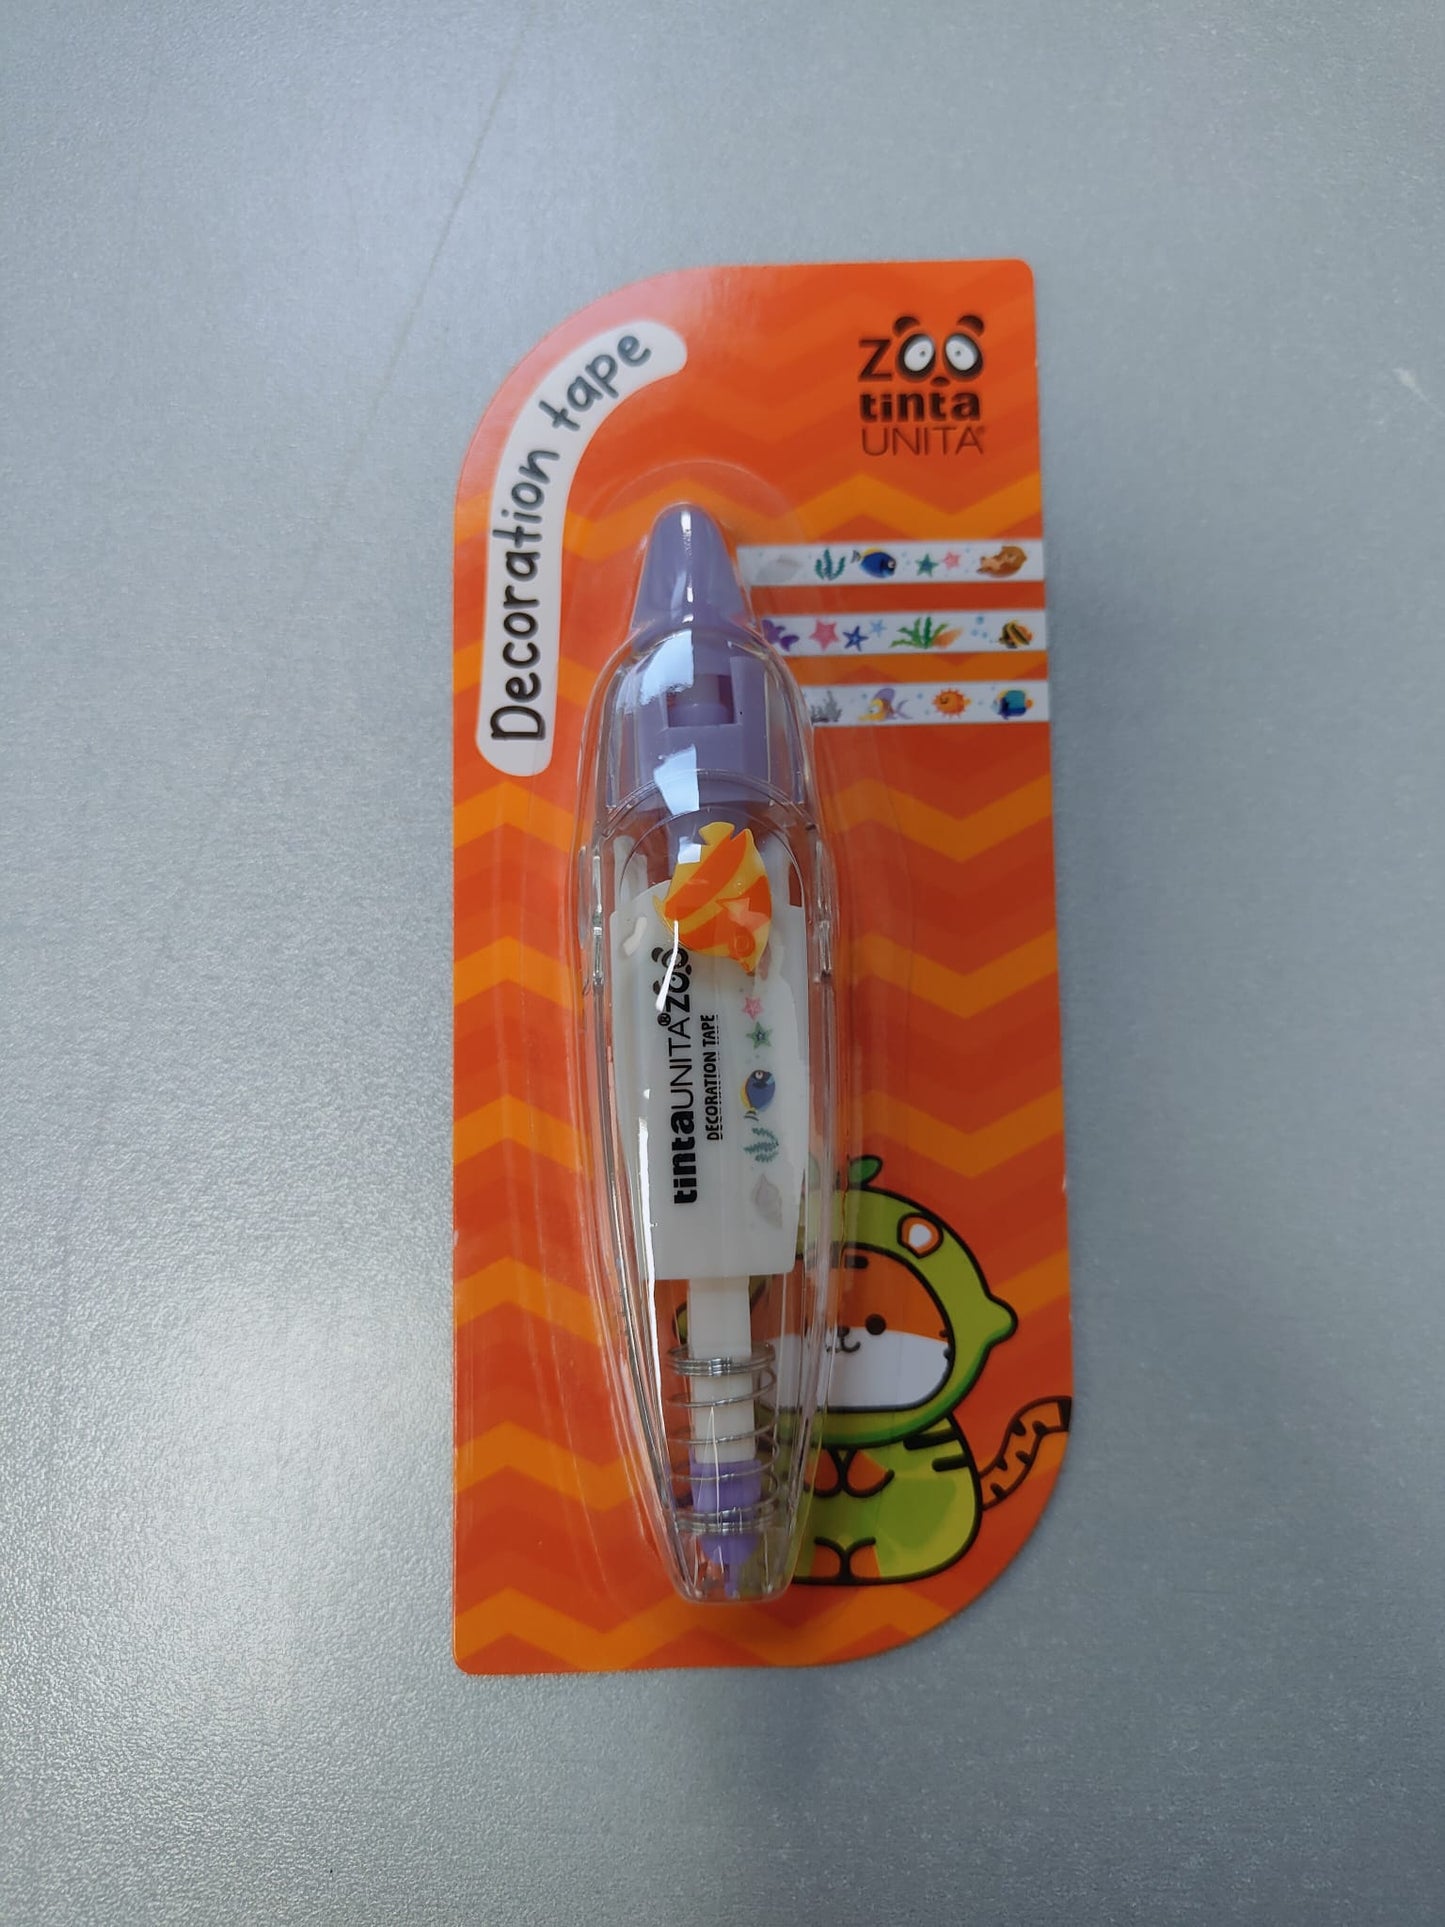 Decoration tape
ZOO
tinta
UNITA®
tintaUNITA®ZOO
DECORATION TAPE